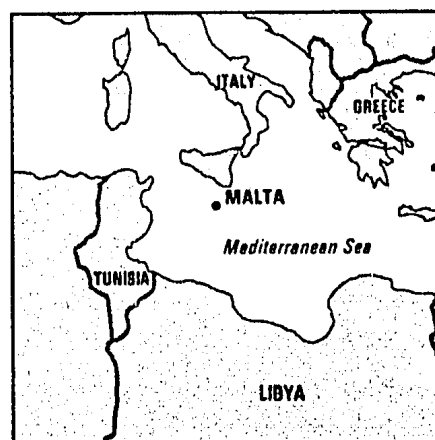 ITALY
GREECE
MALTA
Mediterranean Sea
TUNISIA
LIBYA